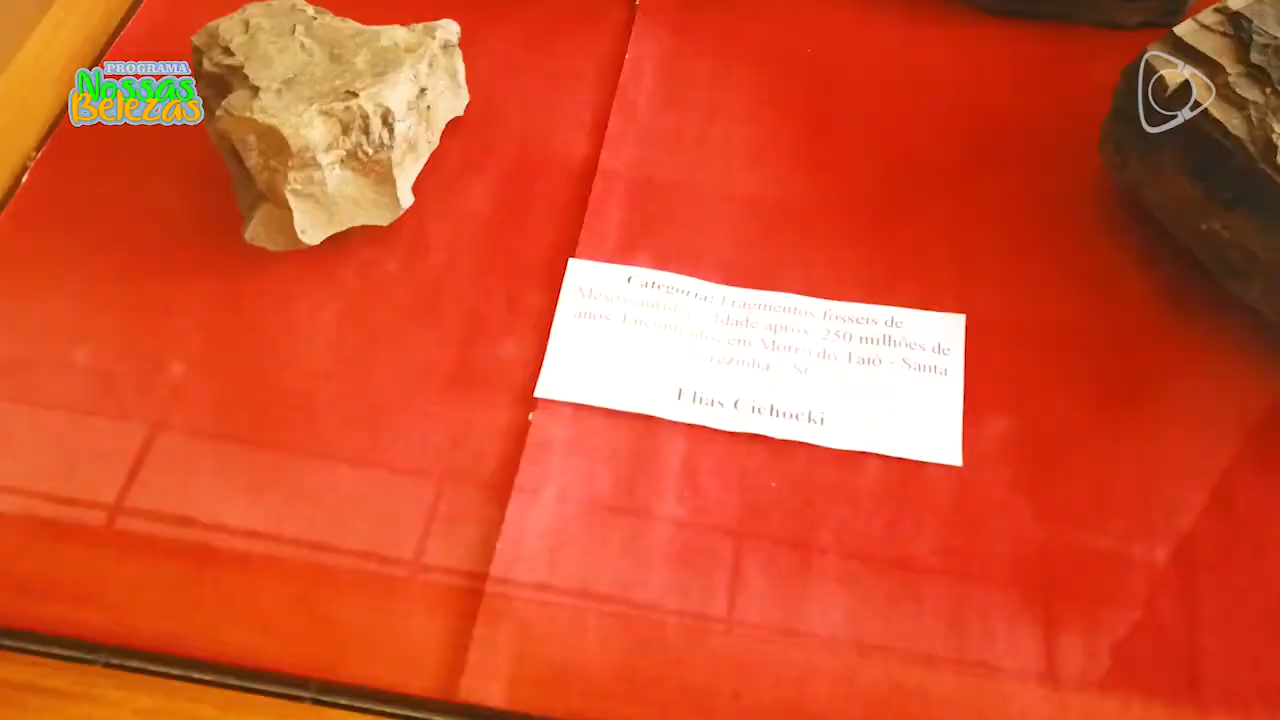 PROGRAMA
Nossas
Belezas
Categoria: Fragmentos fósseis de
Idade aprox. 250 milhões de
anos. Encontrados em Morro do Taió - Santa
Terezinha - SC
Elias Cichocki